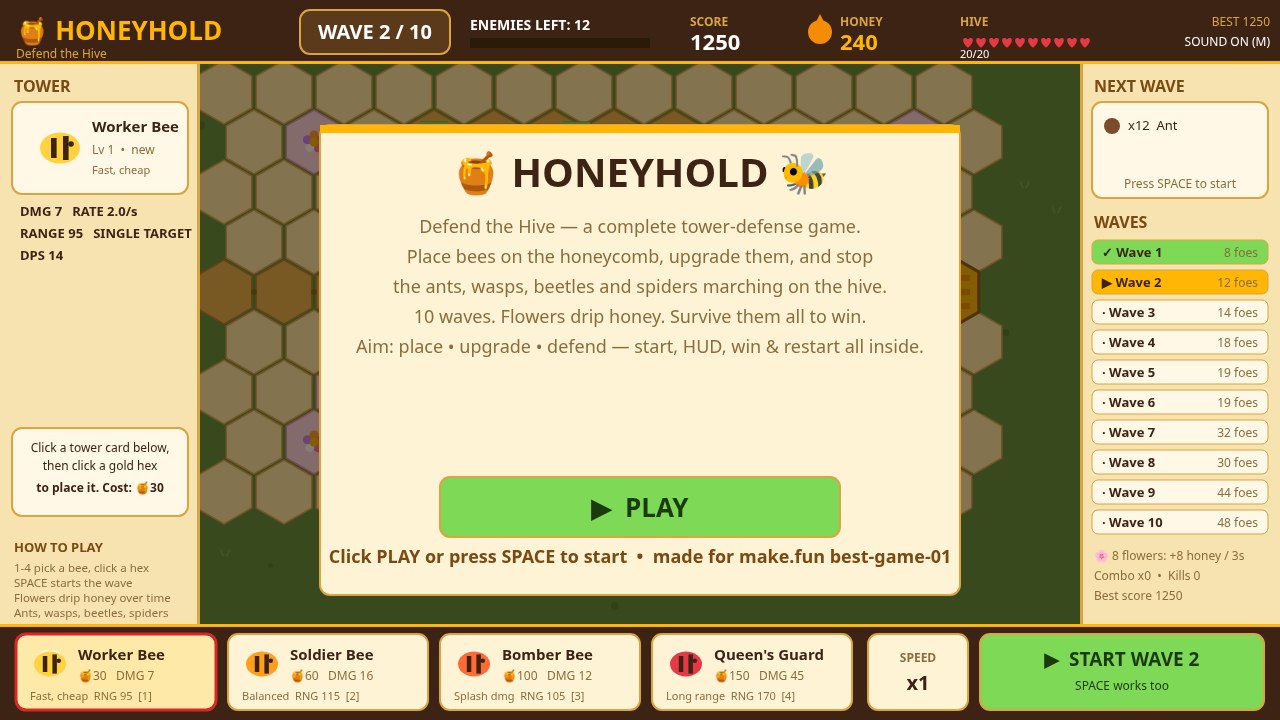 🍯 HONEYHOLD
Defend the Hive
WAVE 2 / 10
ENEMIES LEFT: 12
SCORE
1250
HONEY
240
HIVE
♥♥♥♥♥♥♥♥♥♥
20/20
BEST 1250
SOUND ON (M)
TOWER
Worker Bee
Lv 1 • new
Fast, cheap
DMG 7 RATE 2.0/s
RANGE 95 SINGLE TARGET
DPS 14
Click a tower card below,
then click a gold hex
to place it. Cost: 🍯30
HOW TO PLAY
1-4 pick a bee, click a hex
SPACE starts the wave
Flowers drip honey over time
Ants, wasps, beetles, spiders
🍯 HONEYHOLD 🐝
Defend the Hive — a complete tower-defense game.
Place bees on the honeycomb, upgrade them, and stop
the ants, wasps, beetles and spiders marching on the hive.
10 waves. Flowers drip honey. Survive them all to win.
Aim: place • upgrade • defend — start, HUD, win & restart all inside.
▶ PLAY
Click PLAY or press SPACE to start • made for make.fun best-game-01
NEXT WAVE
x12 Ant
Press SPACE to start
WAVES
✓ Wave 1 8 foes
▶ Wave 2 12 foes
· Wave 3 14 foes
· Wave 4 18 foes
· Wave 5 19 foes
· Wave 6 19 foes
· Wave 7 32 foes
· Wave 8 30 foes
· Wave 9 44 foes
· Wave 10 48 foes
🌸 8 flowers: +8 honey / 3s
Combo x0 • Kills 0
Best score 1250
Worker Bee
🍯30 DMG 7
Fast, cheap RNG 95 [1]
Soldier Bee
🍯60 DMG 16
Balanced RNG 115 [2]
Bomber Bee
🍯100 DMG 12
Splash dmg RNG 105 [3]
Queen's Guard
🍯150 DMG 45
Long range RNG 170 [4]
SPEED
x1
▶ START WAVE 2
SPACE works too